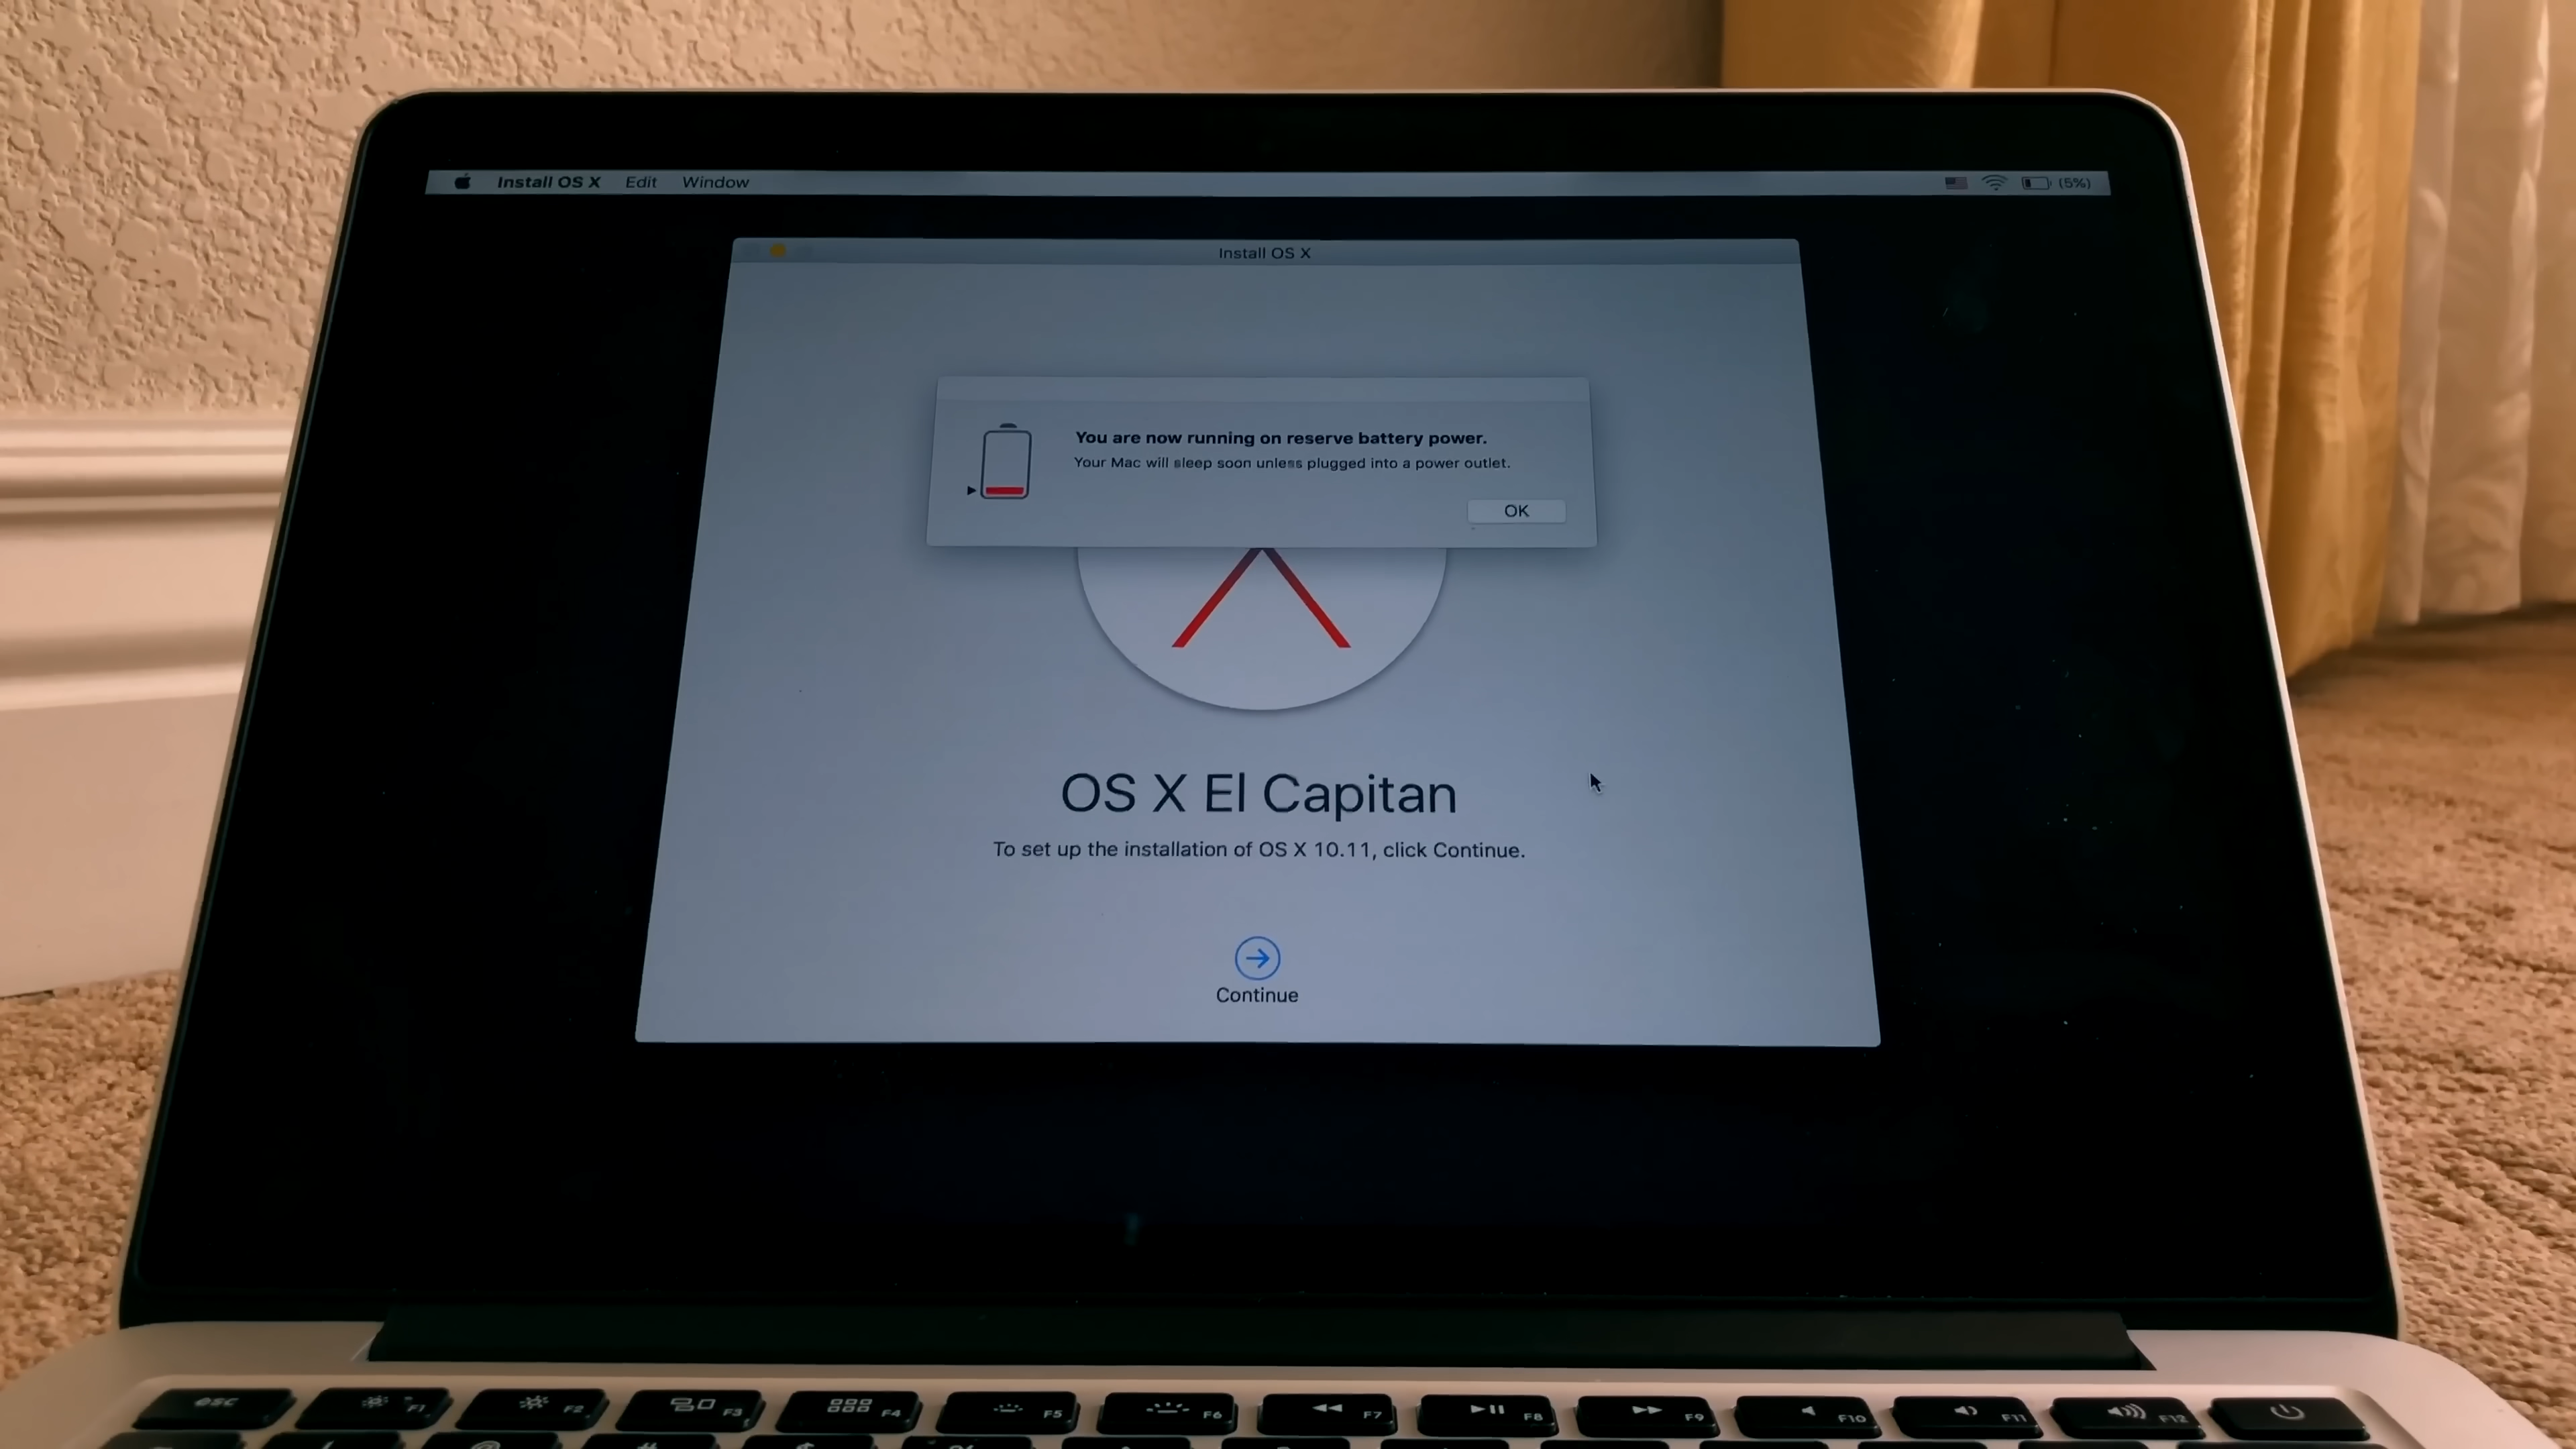 Install OS X Edit Window (5%)
Install OS X
You are now running on reserve battery power.
Your Mac will sleep soon unless plugged into a power outlet.
OK
OS X El Capitan
To set up the installation of OS X 10.11, click Continue.
Continue
esc F1 F2 F3 F4 F5 F6 F7 F8 F9 F10 F11 F12